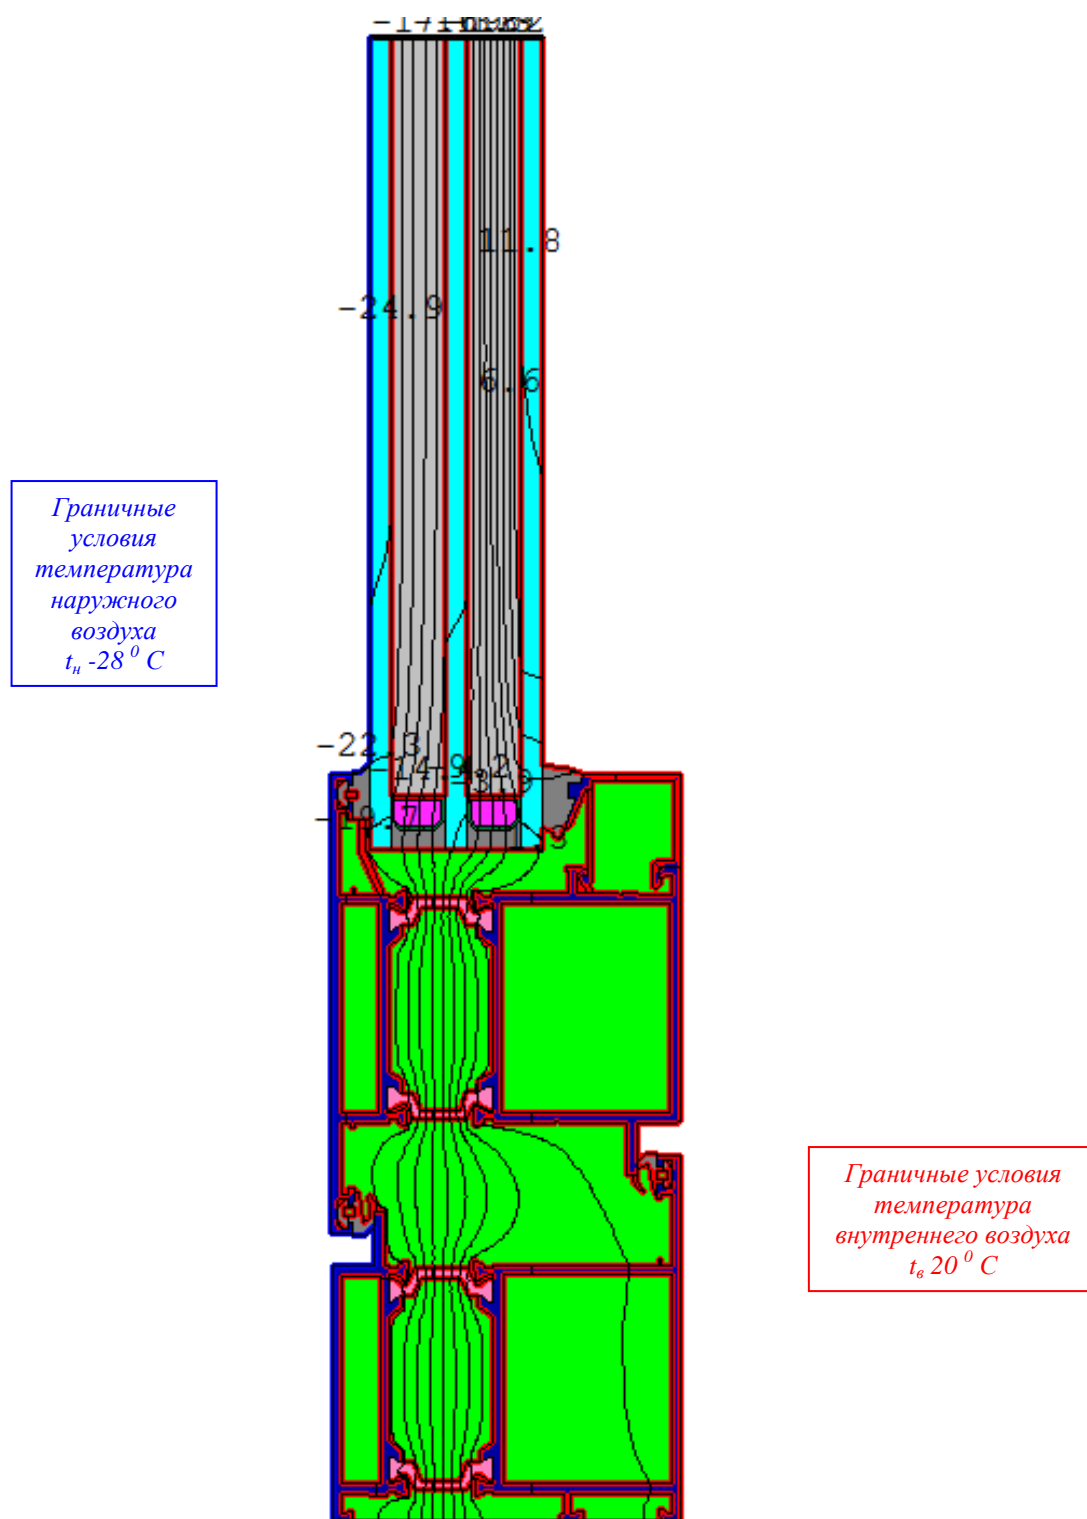 11.8
-24.9
6.6
Граничные
условия
температура
наружного
воздуха
tн -28 0 С
-22.3
Граничные условия
температура
внутреннего воздуха
tв 20 0 С